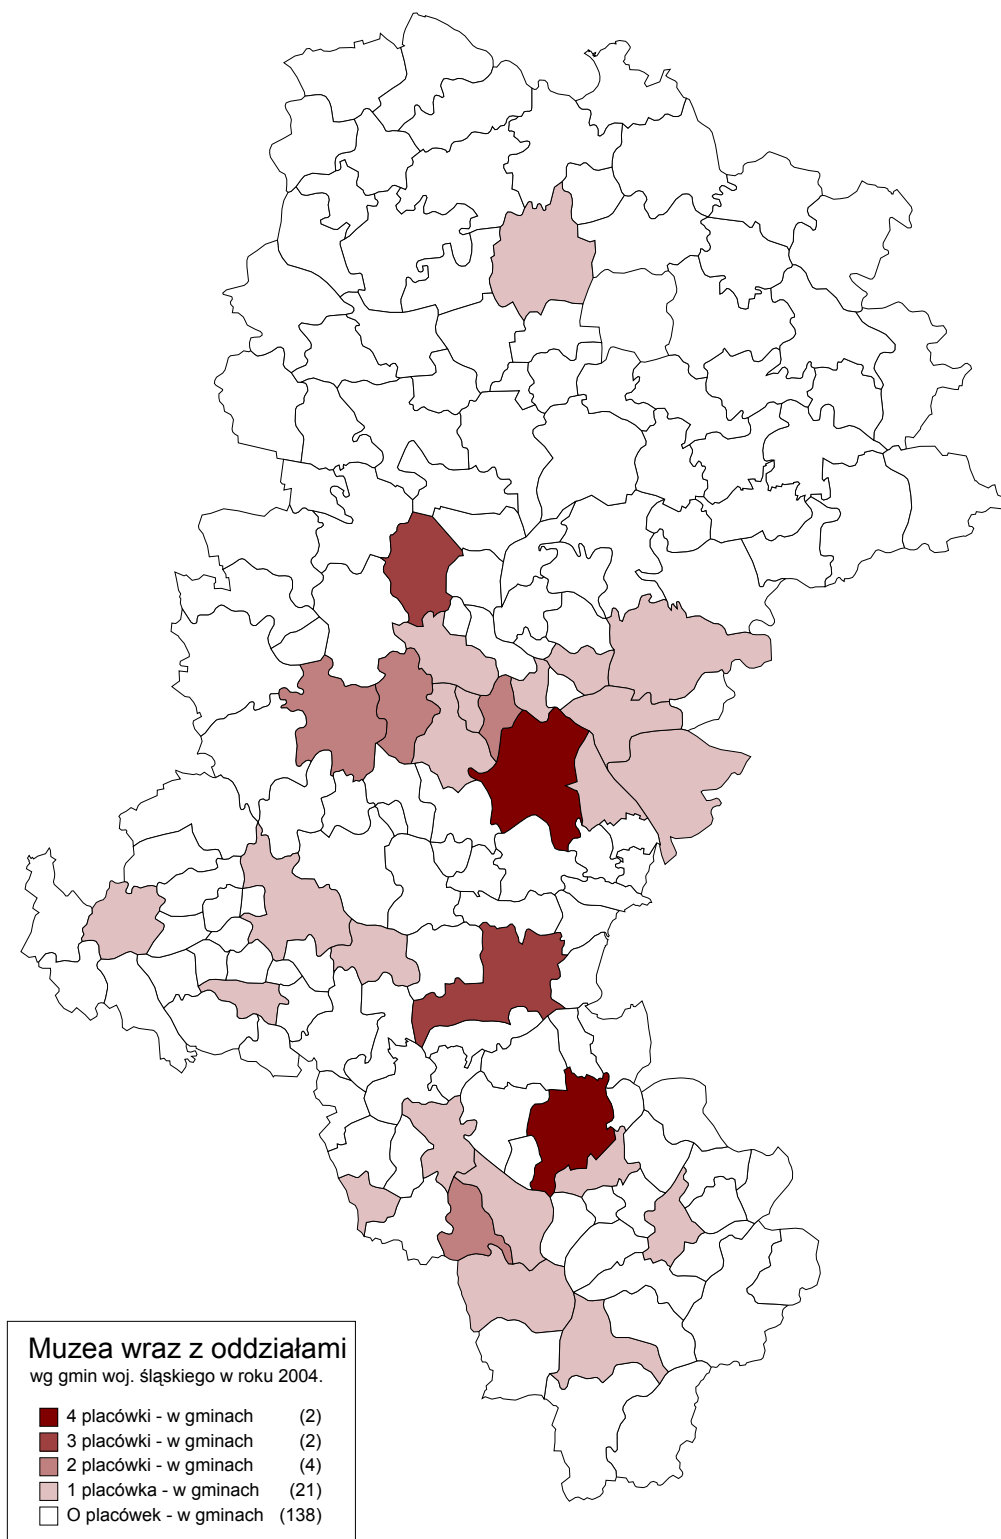 Muzea wraz z oddziałami
wg gmin woj. śląskiego w roku 2004.
4 placówki - w gminach (2)
3 placówki - w gminach (2)
2 placówki - w gminach (4)
1 placówka - w gminach (21)
O placówek - w gminach (138)